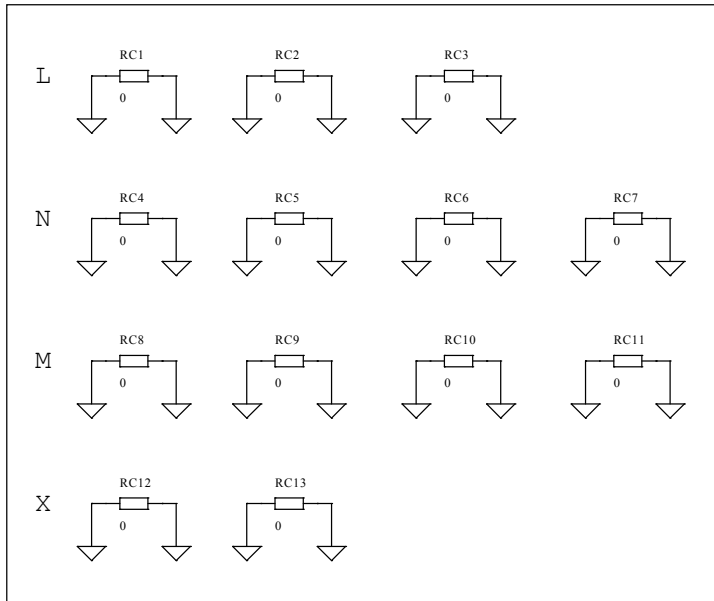 RC1 RC2 RC3
L
0 0 0
RC4 RC5 RC6 RC7
N
0 0 0 0
RC8 RC9 RC10 RC11
M
0 0 0 0
RC12 RC13
X
0 0